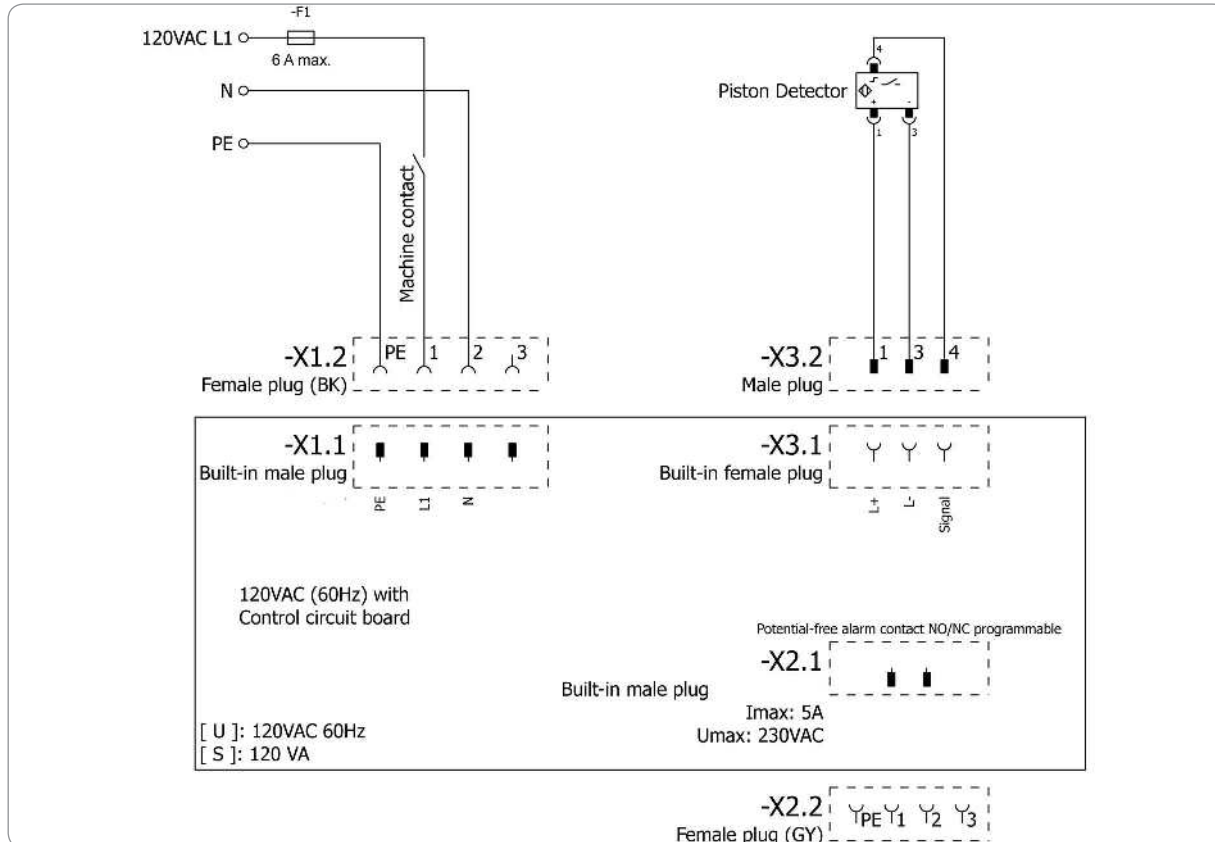 -F1
120VAC L1
6 A max.
N
PE
Machine contact
4
Piston Detector
+ -
1 3
-X1.2 PE 1 2 3
Female plug (BK)
-X3.2 1 3 4
Male plug
-X1.1
Built-in male plug
PE L1 N
-X3.1
Built-in female plug
L+ L- Signal
120VAC (60Hz) with
Control circuit board
Potential-free alarm contact NO/NC programmable
-X2.1
Built-in male plug
Imax: 5A
Umax: 230VAC
[ U ]: 120VAC 60Hz
[ S ]: 120 VA
-X2.2 PE 1 2 3
Female plug (GY)